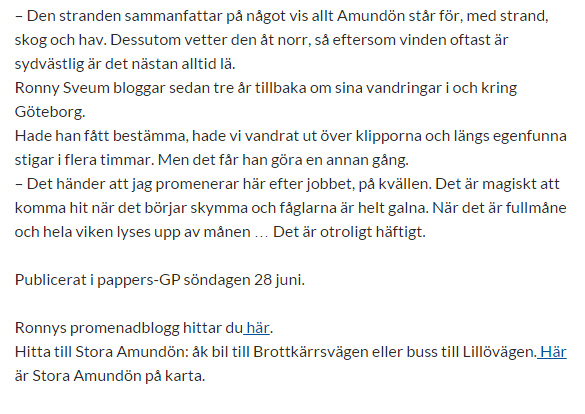 – Den stranden sammanfattar på något vis allt Amundön står för, med strand,
skog och hav. Dessutom vetter den åt norr, så eftersom vinden oftast är
sydvästlig är det nästan alltid lä.
Ronny Sveum bloggar sedan tre år tillbaka om sina vandringar i och kring
Göteborg.
Hade han fått bestämma, hade vi vandrat ut över klipporna och längs egenfunna
stigar i flera timmar. Men det får han göra en annan gång.
– Det händer att jag promenerar här efter jobbet, på kvällen. Det är magiskt att
komma hit när det börjar skymma och fåglarna är helt galna. När det är fullmåne
och hela viken lyses upp av månen … Det är otroligt häftigt.
Publicerat i pappers-GP söndagen 28 juni.
Ronnys promenadblogg hittar du här.
Hitta till Stora Amundön: åk bil till Brottkärrsvägen eller buss till Lillövägen. Här
är Stora Amundön på karta.